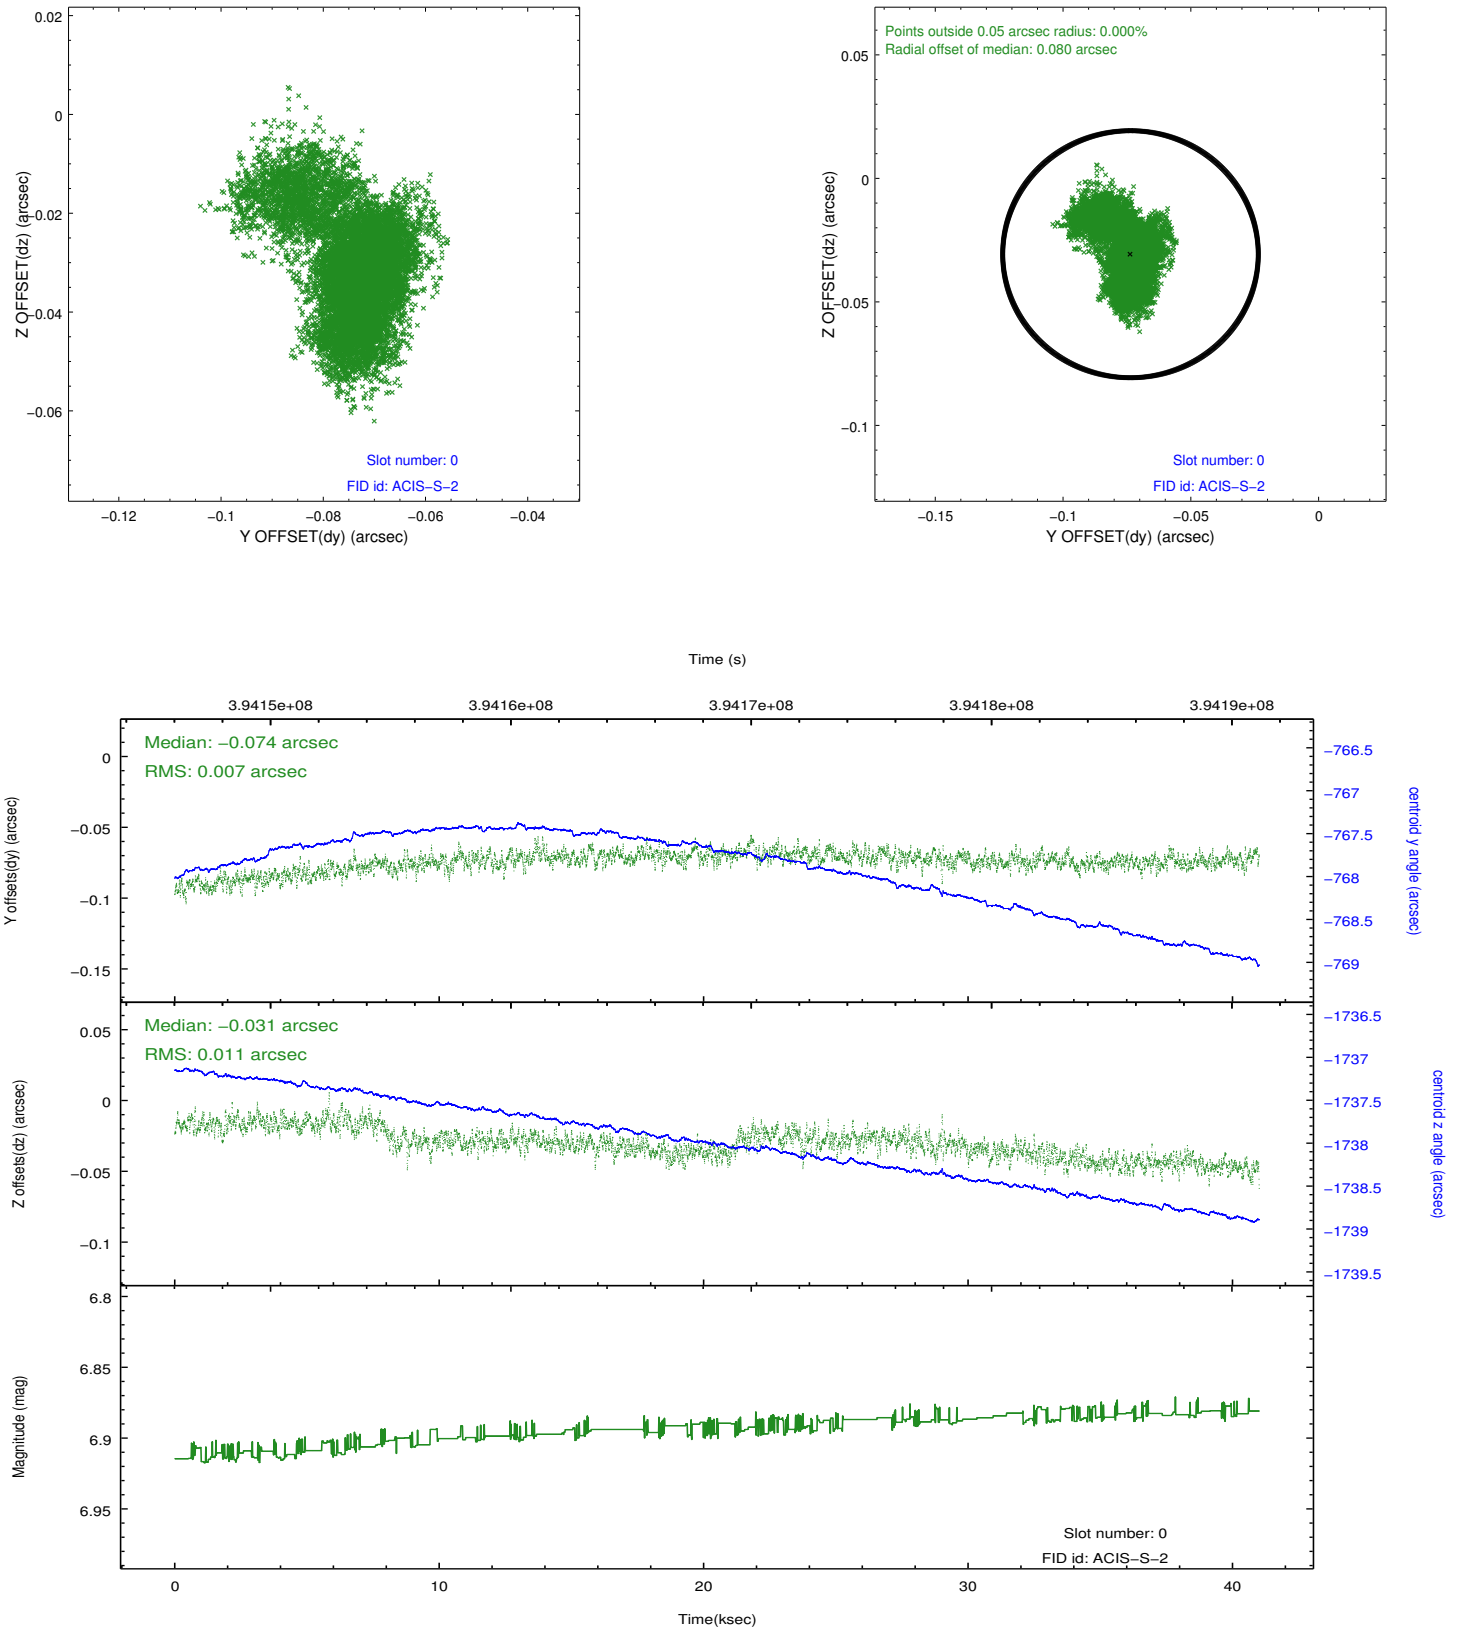 0.02
0
−0.02
−0.04
−0.06
Z OFFSET(dz) (arcsec)
Slot number: 0
FID id: ACIS−S−2
−0.12
−0.1
−0.08
−0.06
−0.04
Y OFFSET(dy) (arcsec)
Points outside 0.05 arcsec radius: 0.000%
Radial offset of median: 0.080 arcsec
0.05
0
−0.05
−0.1
Z OFFSET(dz) (arcsec)
Slot number: 0
FID id: ACIS−S−2
−0.15
−0.1
−0.05
0
Y OFFSET(dy) (arcsec)
Time (s)
3.9415e+08
3.9416e+08
3.9417e+08
3.9418e+08
3.9419e+08
Median: −0.074 arcsec
RMS: 0.007 arcsec
0
−0.05
−0.1
−0.15
Y offsets(dy) (arcsec)
−766.5
−767
−767.5
−768
−768.5
−769
centroid y angle (arcsec)
Median: −0.031 arcsec
RMS: 0.011 arcsec
0.05
0
−0.05
−0.1
Z offsets(dz) (arcsec)
−1736.5
−1737
−1737.5
−1738
−1738.5
−1739
−1739.5
centroid z angle (arcsec)
6.8
6.85
6.9
6.95
Magnitude (mag)
Slot number: 0
FID id: ACIS−S−2
0
10
20
30
40
Time(ksec)